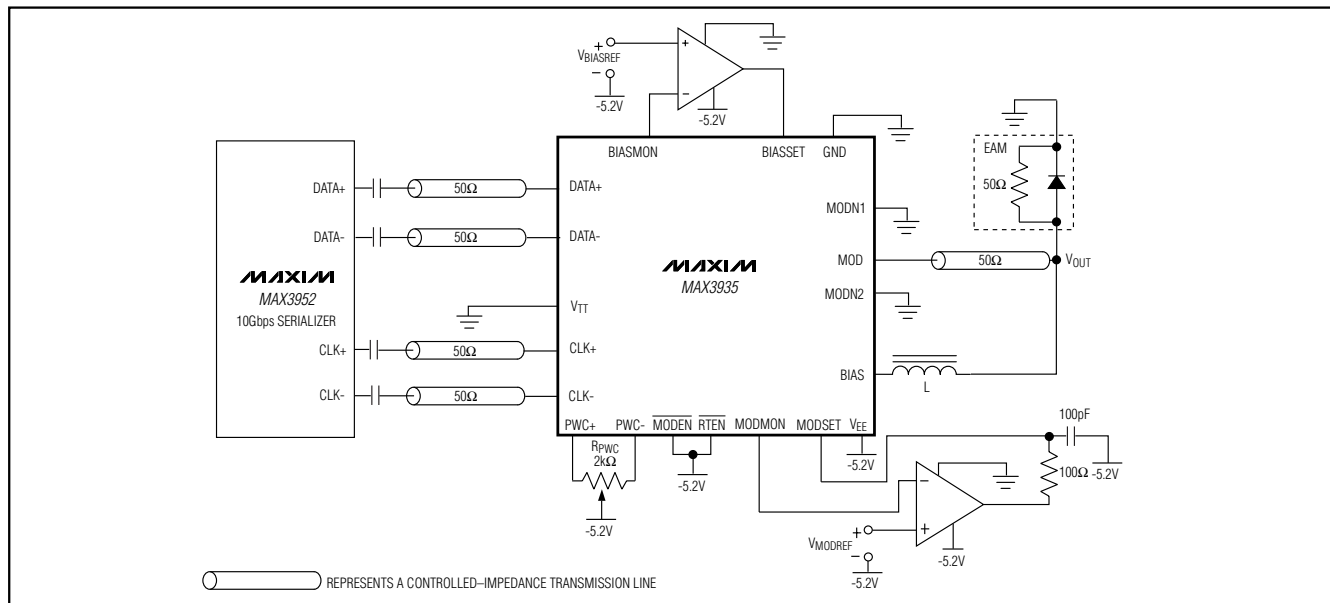 VBIASREF
+
-
-5.2V
+
-
-5.2V
BIASMON
BIASSET
GND
EAM
50Ω
DATA+
50Ω
DATA+
DATA-
50Ω
DATA-
MODN1
MAXIM
MAX3952
10Gbps SERIALIZER
MAXIM
MAX3935
MOD
50Ω
VOUT
MODN2
VTT
CLK+
50Ω
CLK+
BIAS
L
CLK-
50Ω
CLK-
PWC+
PWC-
MODEN
RTEN
MODMON
MODSET
VEE
-5.2V
100pF
-5.2V
100Ω
RPWC
2kΩ
-5.2V
-5.2V
-
+
VMODREF
+
-
-5.2V
-5.2V
REPRESENTS A CONTROLLED–IMPEDANCE TRANSMISSION LINE